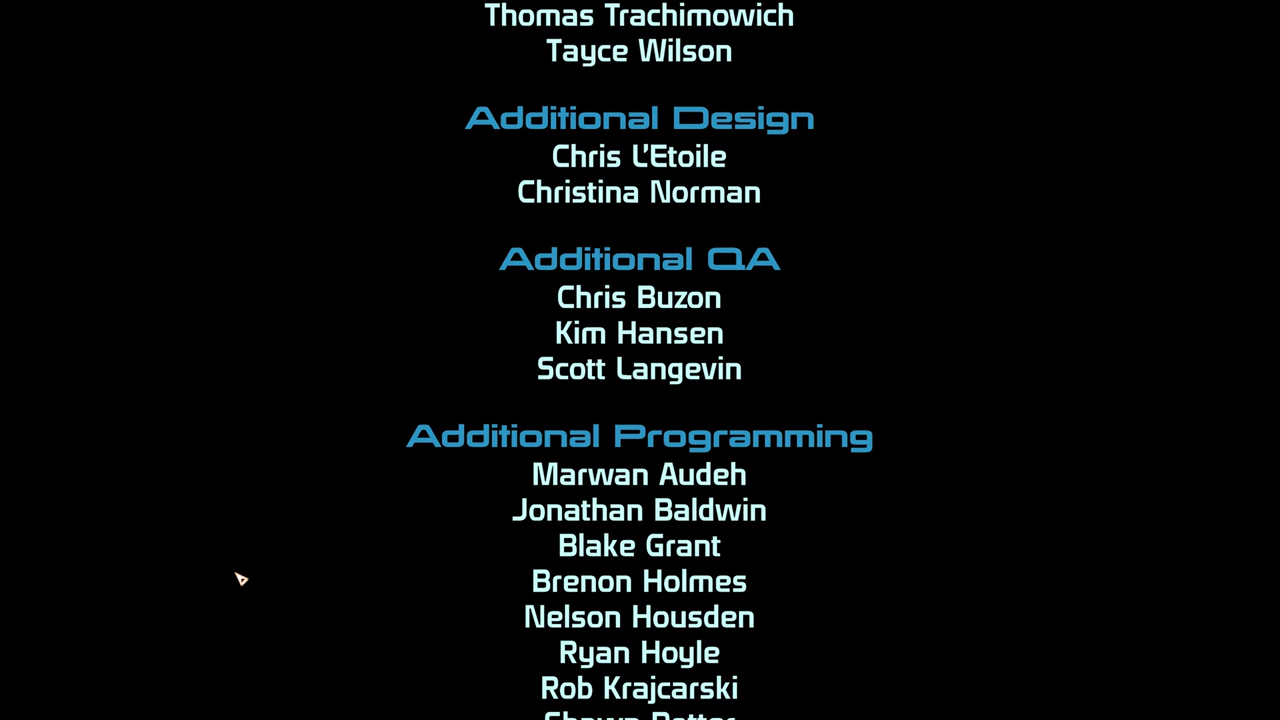 Thomas Trachimowich
Tayce Wilson
Additional Design
Chris L'Etoile
Christina Norman
Additional QA
Chris Buzon
Kim Hansen
Scott Langevin
Additional Programming
Marwan Audeh
Jonathan Baldwin
Blake Grant
Brenon Holmes
Nelson Housden
Ryan Hoyle
Rob Krajcarski